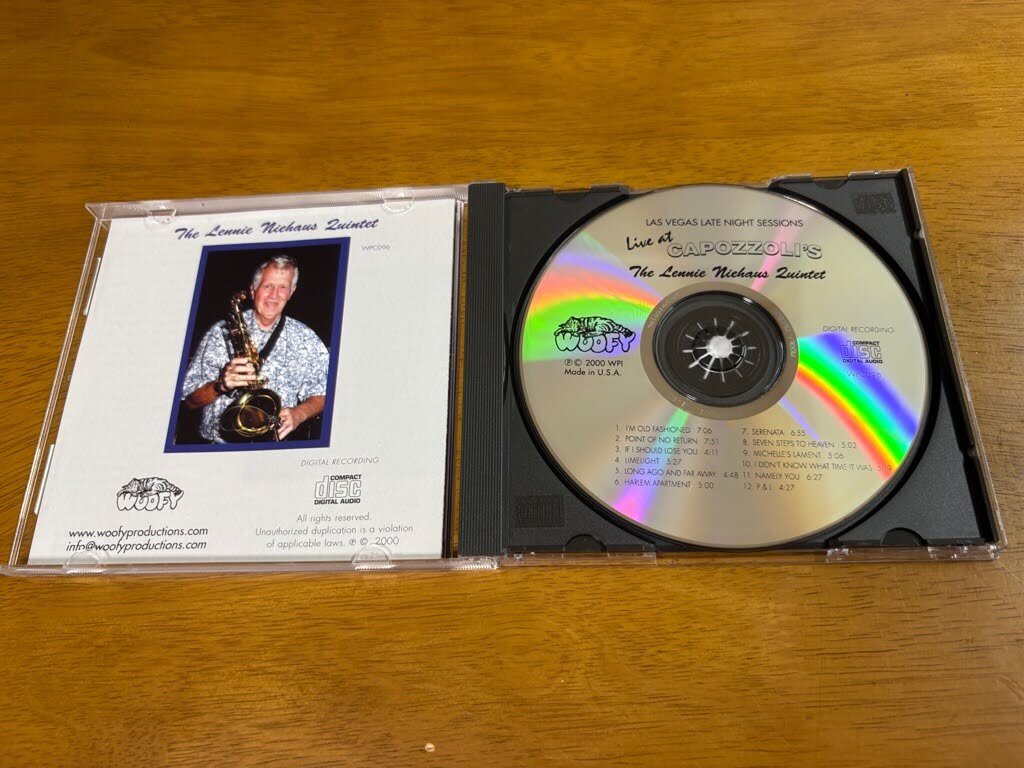 The Lennie Niehaus Quintet
WPCD96
DIGITAL RECORDING
WOOFY
COMPACT
disc
DIGITAL AUDIO
www.woofyproductions.com
info@woofyproductions.com
All rights reserved.
Unauthorized duplication is a violation
of applicable laws. ℗ © 2000
LAS VEGAS LATE NIGHT SESSIONS
Live at CAPOZZOLI'S
The Lennie Niehaus Quintet
WOOFY
℗ © 2000 WPI
Made in U.S.A.
DIGITAL RECORDING
COMPACT
disc
DIGITAL AUDIO
WPCD96
1. I'M OLD FASHIONED 7:06
2. POINT OF NO RETURN 7:51
3. IF I SHOULD LOSE YOU 4:11
4. LIMELIGHT 5:27
5. LONG AGO AND FAR AWAY 4:48
6. HARLEM APARTMENT 5:00
7. SERENATA 6:55
8. SEVEN STEPS TO HEAVEN 5:02
9. MICHELLE'S LAMENT 5:06
10. I DIDN'T KNOW WHAT TIME IT WAS 5:19
11. NAMELY YOU 6:27
12. P & L 4:27